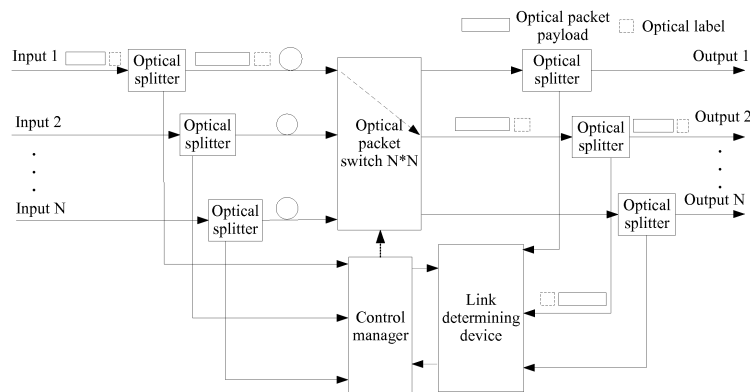 Optical packet
payload
Optical label
Input 1
Optical
splitter
Optical
splitter
Output 1
Input 2
Optical
splitter
Optical
packet
switch N*N
Optical
splitter
Output 2
Input N
Optical
splitter
Optical
splitter
Output N
Control
manager
Link
determining
device